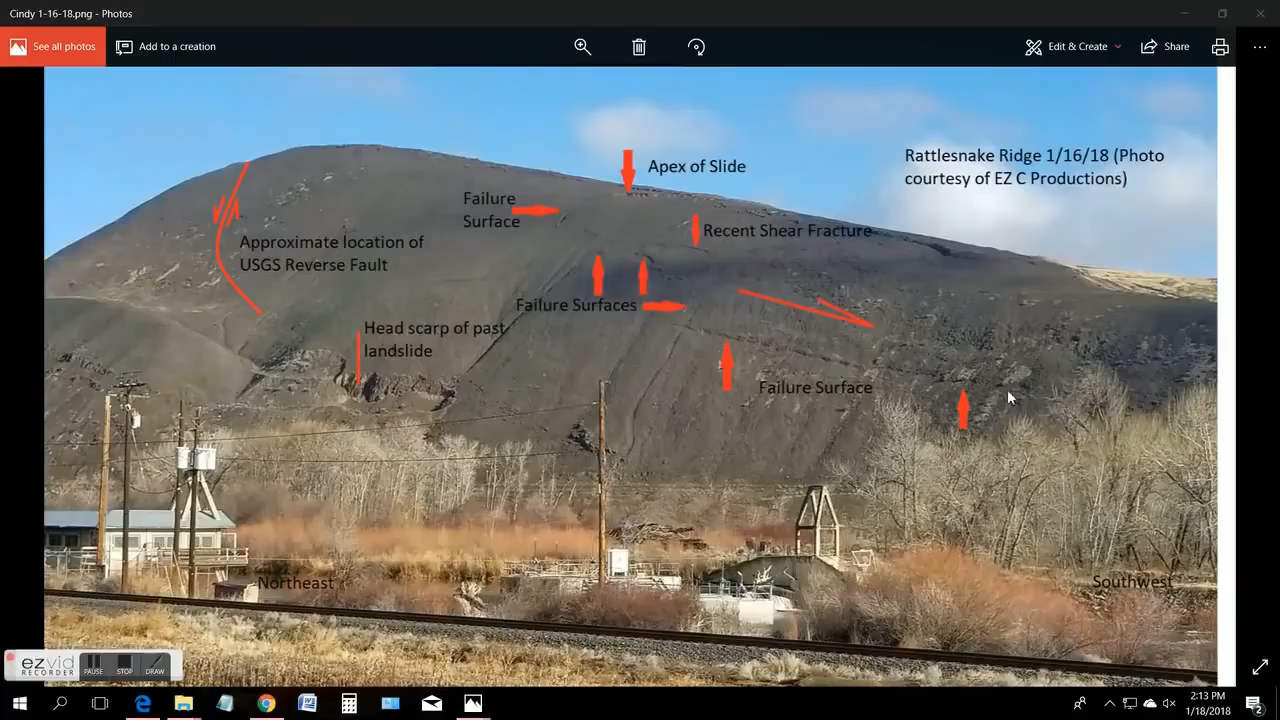 Cindy 1-16-18.png - Photos
See all photos
Add to a creation
Edit & Create
Share
Rattlesnake Ridge 1/16/18 (Photo
courtesy of EZ C Productions)
Apex of Slide
Failure
Surface
Recent Shear Fracture
Approximate location of
USGS Reverse Fault
Failure Surfaces
Head scarp of past
landslide
Failure Surface
Northeast
Southwest
ezvid
RECORDER
PAUSE
STOP
DRAW
2:13 PM
1/18/2018
2